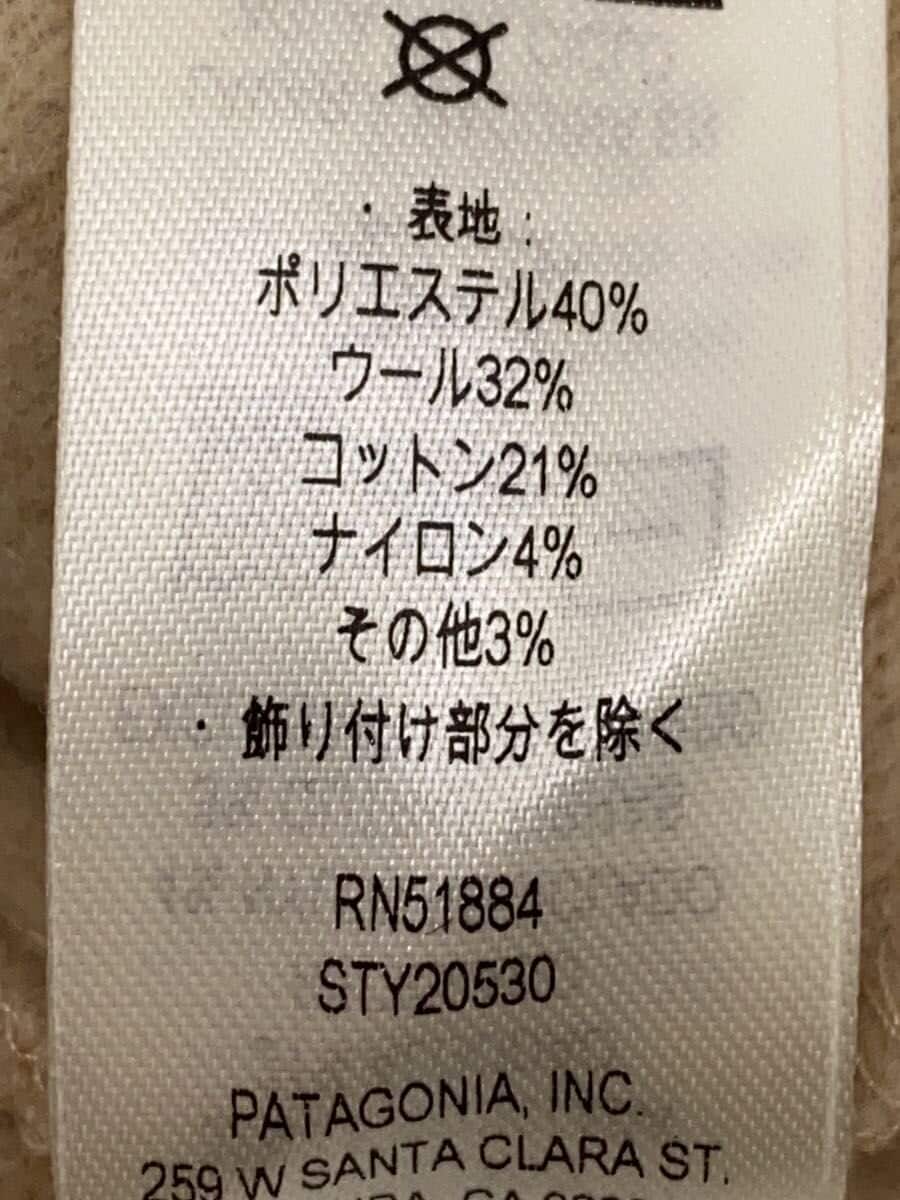 ・表地:
ポリエステル40%
ウール32%
コットン21%
ナイロン4%
その他3%
・飾り付け部分を除く
RN51884
STY20530
PATAGONIA, INC.
259 W SANTA CLARA ST.
CA